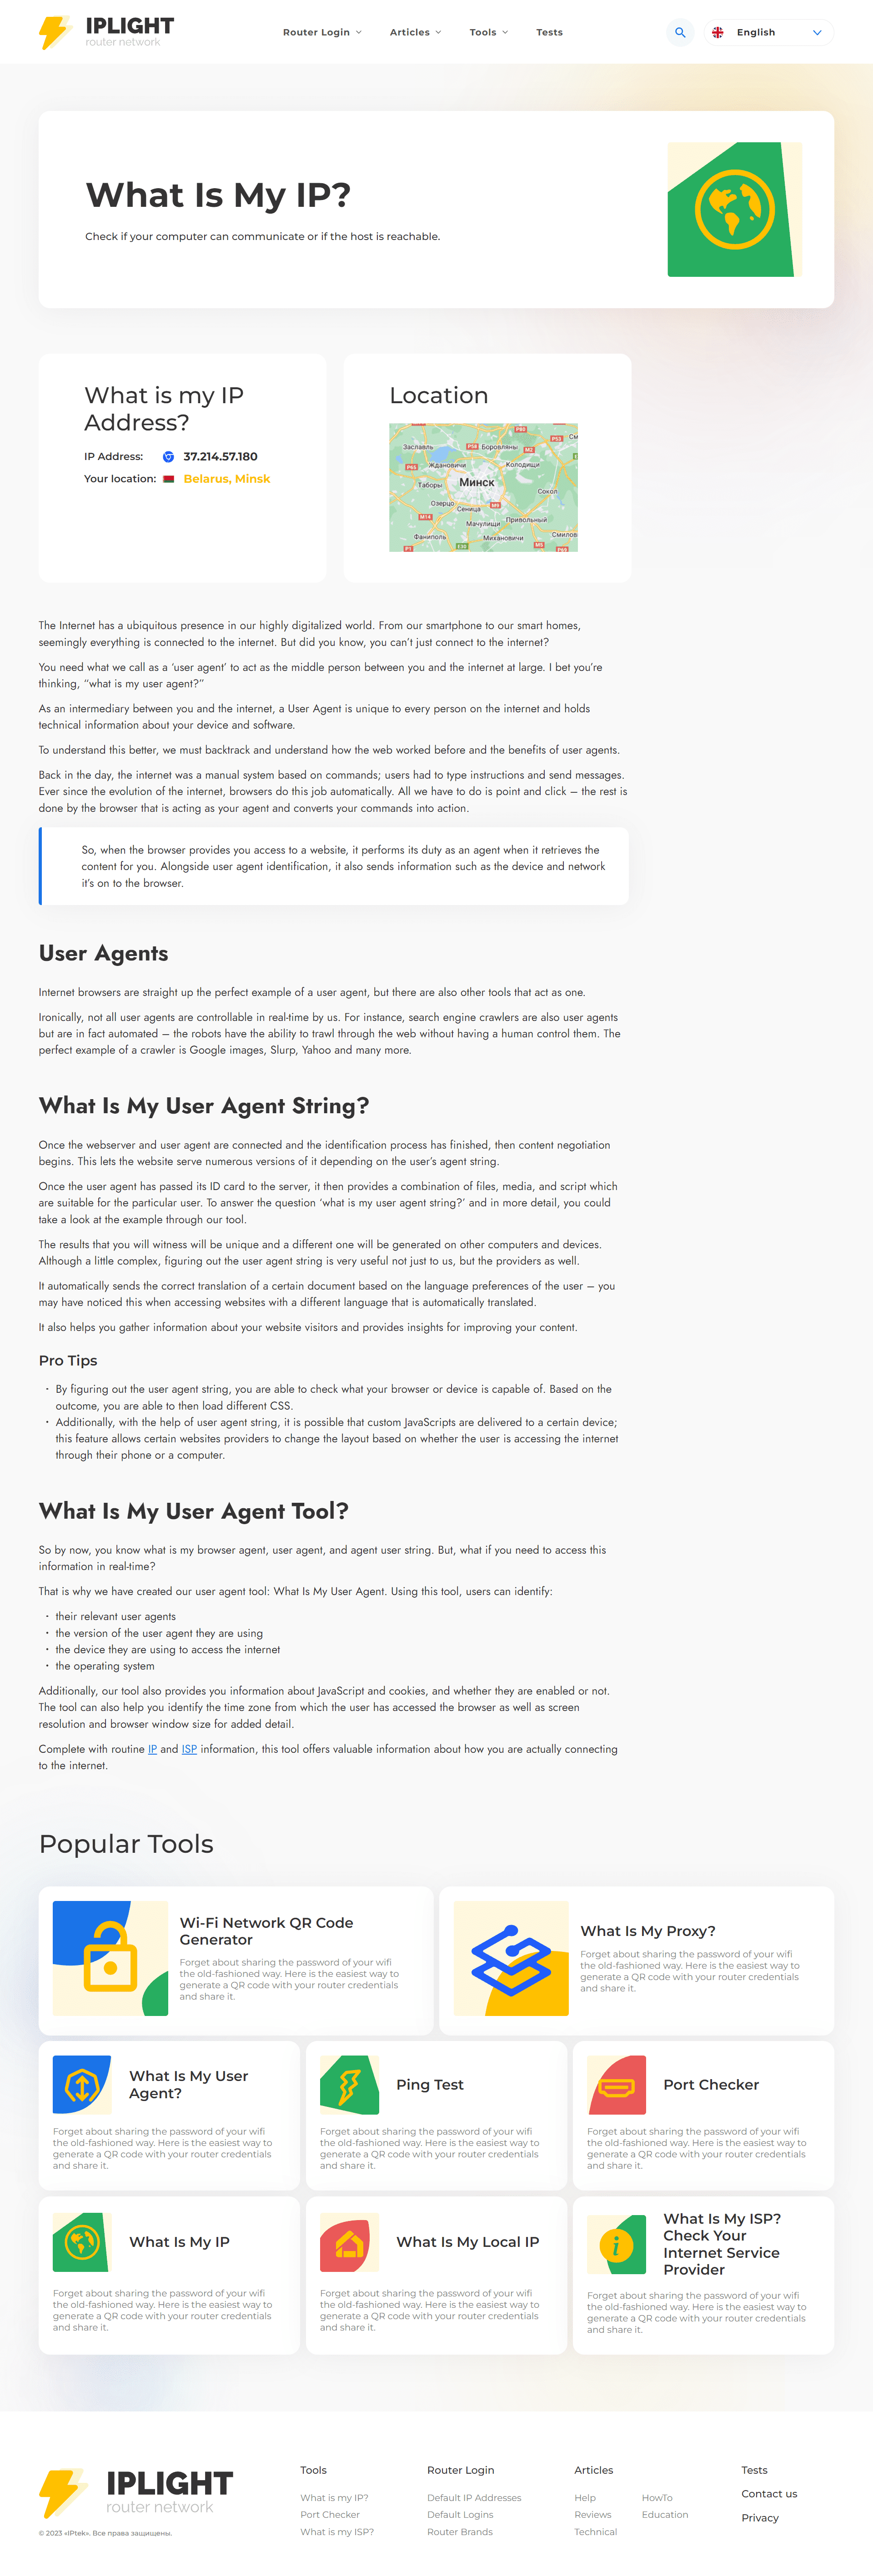 IPLIGHT
router network
Router Login
Articles
Tools
Tests
English
What Is My IP?
Check if your computer can communicate or if the host is reachable.
What is my IP
Address?
IP Address:
37.214.57.180
Your location:
Belarus, Minsk
Location
Р80
Р58
Р53
См
Заславль
Боровляны
М2
Ждановичи
Колодищи
Р65
Таборы
Минск
Сокол
Озерцо
Сеница
М9
М14
Привольный
Мачулищи
Смилов
Фаниполь
Михановичи
Р1
Е30
М5
Р69
The Internet has a ubiquitous presence in our highly digitalized world. From our smartphone to our smart homes,
seemingly everything is connected to the internet. But did you know, you can’t just connect to the internet?
You need what we call as a ‘user agent’ to act as the middle person between you and the internet at large. I bet you’re
thinking, “what is my user agent?”
As an intermediary between you and the internet, a User Agent is unique to every person on the internet and holds
technical information about your device and software.
To understand this better, we must backtrack and understand how the web worked before and the benefits of user agents.
Back in the day, the internet was a manual system based on commands; users had to type instructions and send messages.
Ever since the evolution of the internet, browsers do this job automatically. All we have to do is point and click – the rest is
done by the browser that is acting as your agent and converts your commands into action.
So, when the browser provides you access to a website, it performs its duty as an agent when it retrieves the
content for you. Alongside user agent identification, it also sends information such as the device and network
it’s on to the browser.
User Agents
Internet browsers are straight up the perfect example of a user agent, but there are also other tools that act as one.
Ironically, not all user agents are controllable in real-time by us. For instance, search engine crawlers are also user agents
but are in fact automated – the robots have the ability to trawl through the web without having a human control them. The
perfect example of a crawler is Google images, Slurp, Yahoo and many more.
What Is My User Agent String?
Once the webserver and user agent are connected and the identification process has finished, then content negotiation
begins. This lets the website serve numerous versions of it depending on the user’s agent string.
Once the user agent has passed its ID card to the server, it then provides a combination of files, media, and script which
are suitable for the particular user. To answer the question ‘what is my user agent string?’ and in more detail, you could
take a look at the example through our tool.
The results that you will witness will be unique and a different one will be generated on other computers and devices.
Although a little complex, figuring out the user agent string is very useful not just to us, but the providers as well.
It automatically sends the correct translation of a certain document based on the language preferences of the user – you
may have noticed this when accessing websites with a different language that is automatically translated.
It also helps you gather information about your website visitors and provides insights for improving your content.
Pro Tips
• By figuring out the user agent string, you are able to check what your browser or device is capable of. Based on the
outcome, you are able to then load different CSS.
• Additionally, with the help of user agent string, it is possible that custom JavaScripts are delivered to a certain device;
this feature allows certain websites providers to change the layout based on whether the user is accessing the internet
through their phone or a computer.
What Is My User Agent Tool?
So by now, you know what is my browser agent, user agent, and agent user string. But, what if you need to access this
information in real-time?
That is why we have created our user agent tool: What Is My User Agent. Using this tool, users can identify:
• their relevant user agents
• the version of the user agent they are using
• the device they are using to access the internet
• the operating system
Additionally, our tool also provides you information about JavaScript and cookies, and whether they are enabled or not.
The tool can also help you identify the time zone from which the user has accessed the browser as well as screen
resolution and browser window size for added detail.
Complete with routine IP and ISP information, this tool offers valuable information about how you are actually connecting
to the internet.
Popular Tools
Wi-Fi Network QR Code
Generator
Forget about sharing the password of your wifi
the old-fashioned way. Here is the easiest way to
generate a QR code with your router credentials
and share it.
What Is My Proxy?
Forget about sharing the password of your wifi
the old-fashioned way. Here is the easiest way to
generate a QR code with your router credentials
and share it.
What Is My User
Agent?
Forget about sharing the password of your wifi
the old-fashioned way. Here is the easiest way to
generate a QR code with your router credentials
and share it.
Ping Test
Forget about sharing the password of your wifi
the old-fashioned way. Here is the easiest way to
generate a QR code with your router credentials
and share it.
Port Checker
Forget about sharing the password of your wifi
the old-fashioned way. Here is the easiest way to
generate a QR code with your router credentials
and share it.
What Is My IP
Forget about sharing the password of your wifi
the old-fashioned way. Here is the easiest way to
generate a QR code with your router credentials
and share it.
What Is My Local IP
Forget about sharing the password of your wifi
the old-fashioned way. Here is the easiest way to
generate a QR code with your router credentials
and share it.
What Is My ISP?
Check Your
Internet Service
Provider
Forget about sharing the password of your wifi
the old-fashioned way. Here is the easiest way to
generate a QR code with your router credentials
and share it.
IPLIGHT
router network
© 2023 «IPtek». Все права защищены.
Tools
What is my IP?
Port Checker
What is my ISP?
Router Login
Default IP Addresses
Default Logins
Router Brands
Articles
Help
Reviews
Technical
HowTo
Education
Tests
Contact us
Privacy